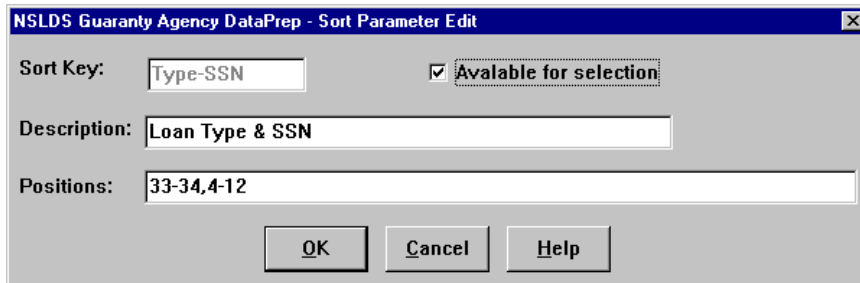 NSLDS Guaranty Agency DataPrep - Sort Parameter Edit
Sort Key: Type-SSN Avalable for selection
Description: Loan Type & SSN
Positions: 33-34,4-12
OK Cancel Help